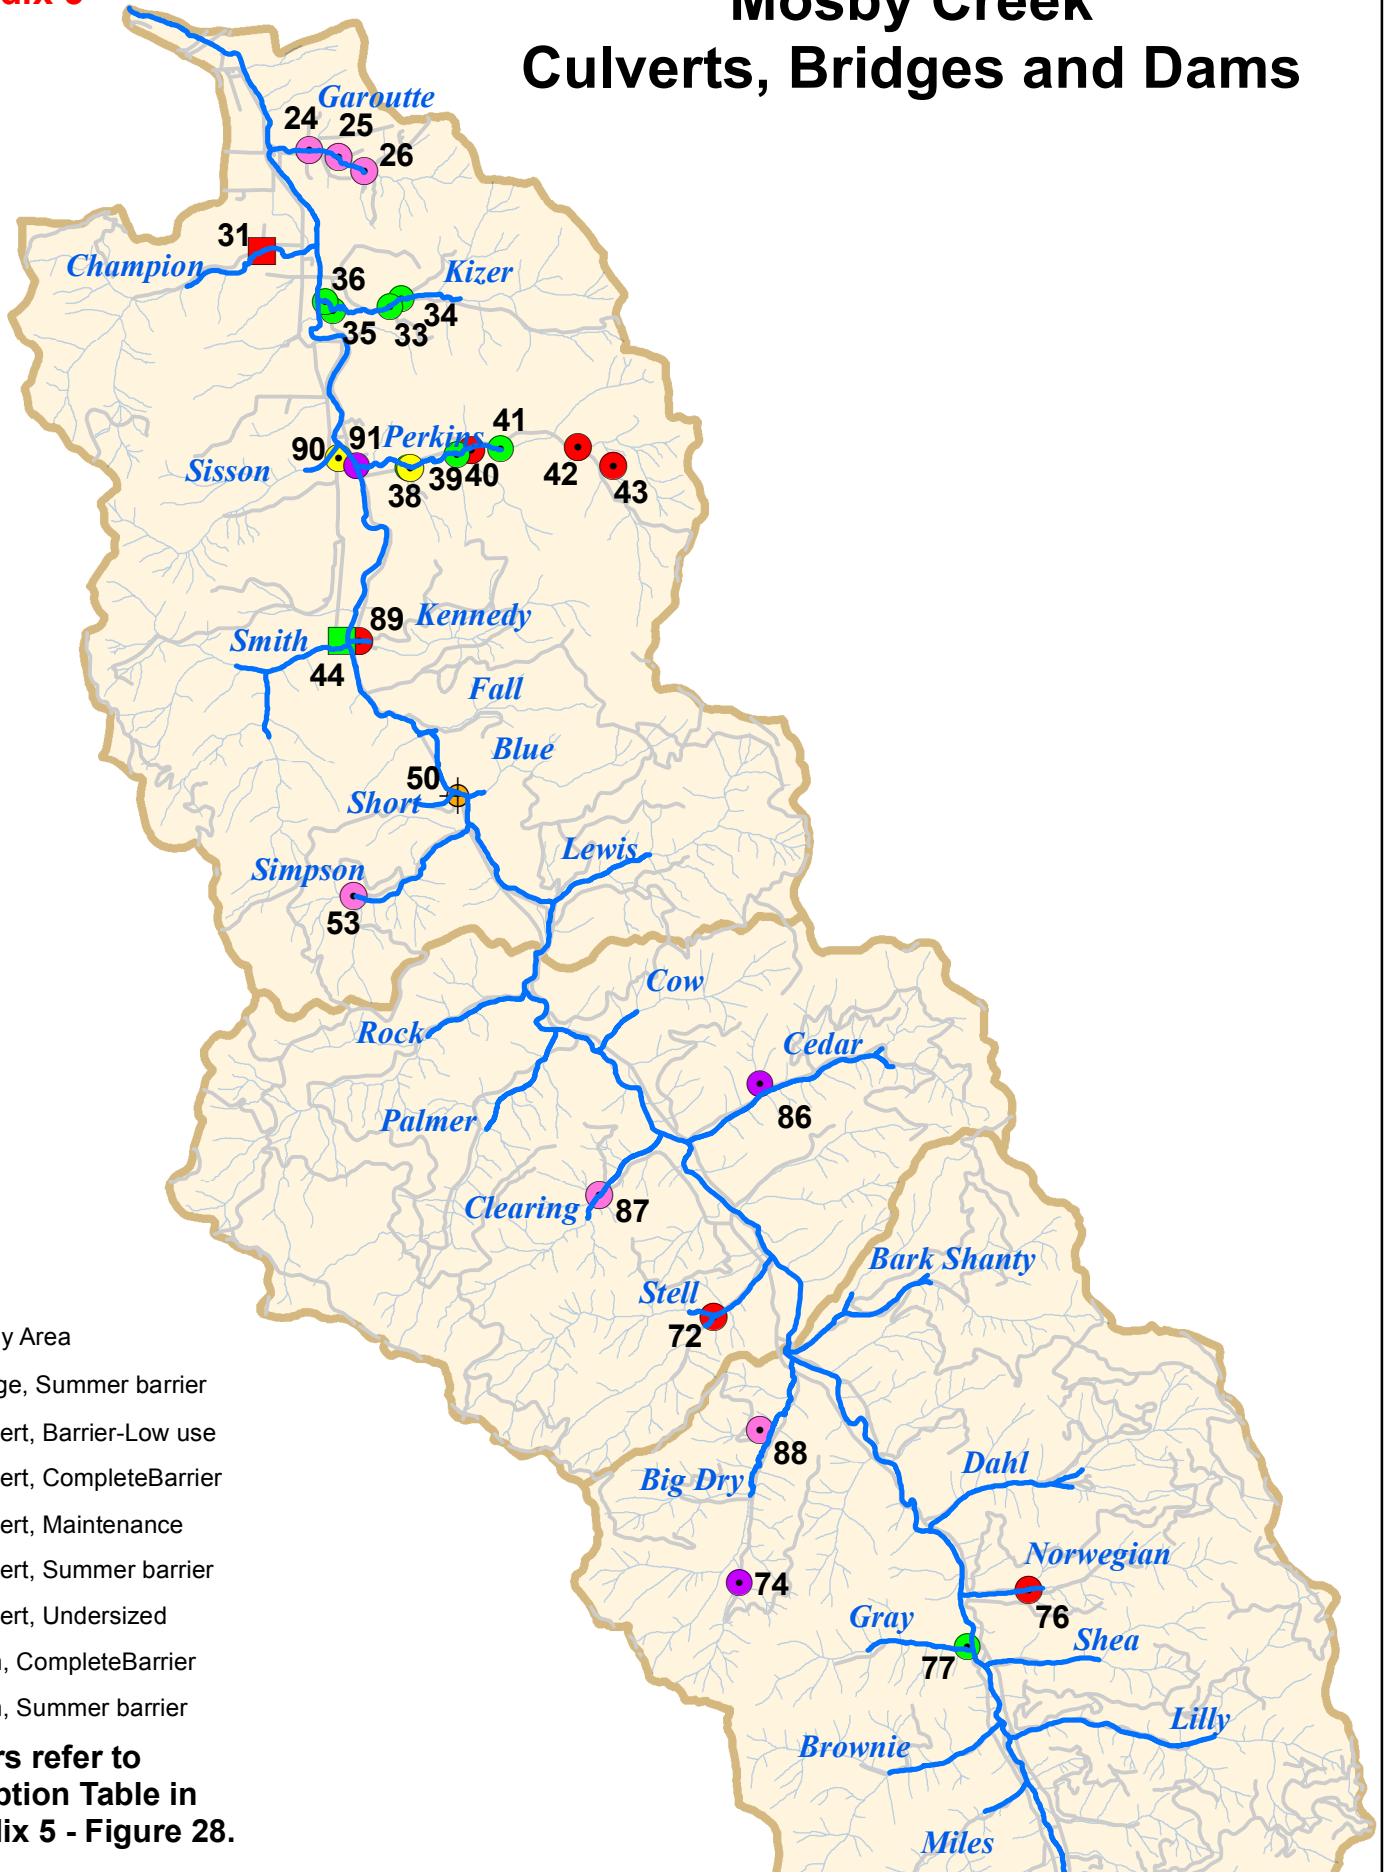 Mosby Creek
Culverts, Bridges and Dams
Garoutte
24
25
26
31
Champion
36
Kizer
34
35
33
41
91
Perkins
90
Sisson
39
40
42
38
43
89
Kennedy
Smith
44
Fall
Blue
50
Short
Lewis
Simpson
53
Cow
Rock
Cedar
86
Palmer
Clearing
87
Bark Shanty
Stell
72
88
Big Dry
Dahl
Norwegian
74
76
Gray
Shea
77
Lilly
Brownie
Miles
y Area
ge, Summer barrier
ert, Barrier-Low use
ert, CompleteBarrier
ert, Maintenance
ert, Summer barrier
ert, Undersized
, CompleteBarrier
, Summer barrier
rs refer to
ption Table in
dix 5 - Figure 28.